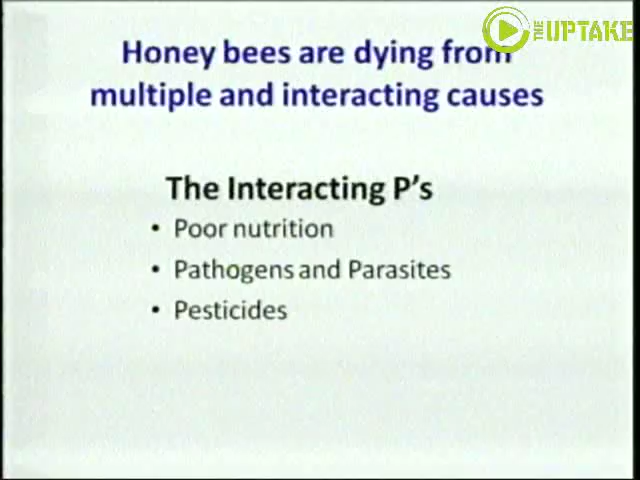 THE UPTAKE
Honey bees are dying from
multiple and interacting causes
The Interacting P's
• Poor nutrition
• Pathogens and Parasites
• Pesticides